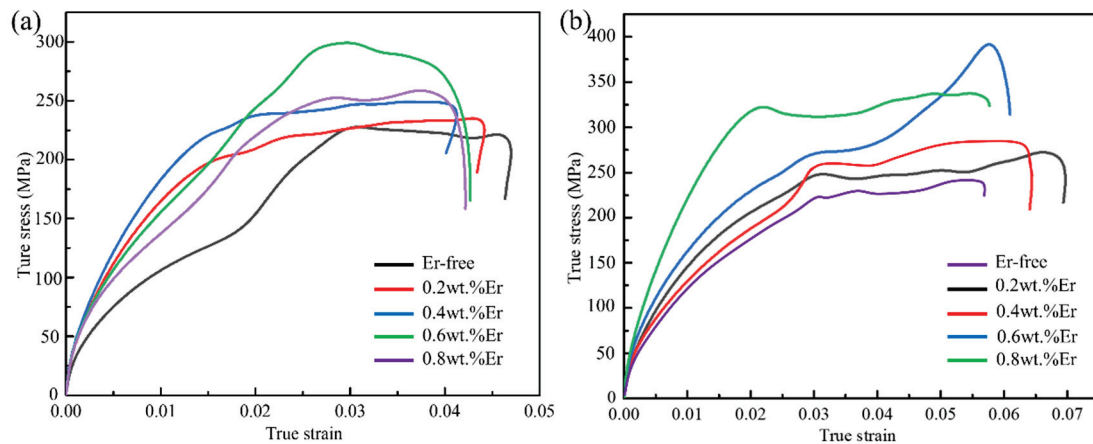 (a)
300
250
200
150
100
50
0
Ture sress (MPa)
Er-free
0.2wt.%Er
0.4wt.%Er
0.6wt.%Er
0.8wt.%Er
0.00 0.01 0.02 0.03 0.04 0.05
True strain
(b)
400
350
300
250
200
150
100
50
0
True stress (MPa)
Er-free
0.2wt.%Er
0.4wt.%Er
0.6wt.%Er
0.8wt.%Er
0.00 0.01 0.02 0.03 0.04 0.05 0.06 0.07
True strain